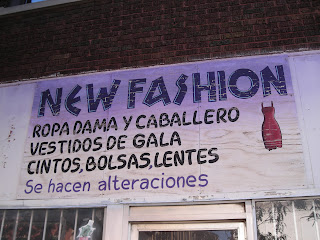 NEW FASHION
ROPA DAMA Y CABALLERO
VESTIDOS DE GALA
CINTOS, BOLSAS, LENTES
Se hacen alteraciones